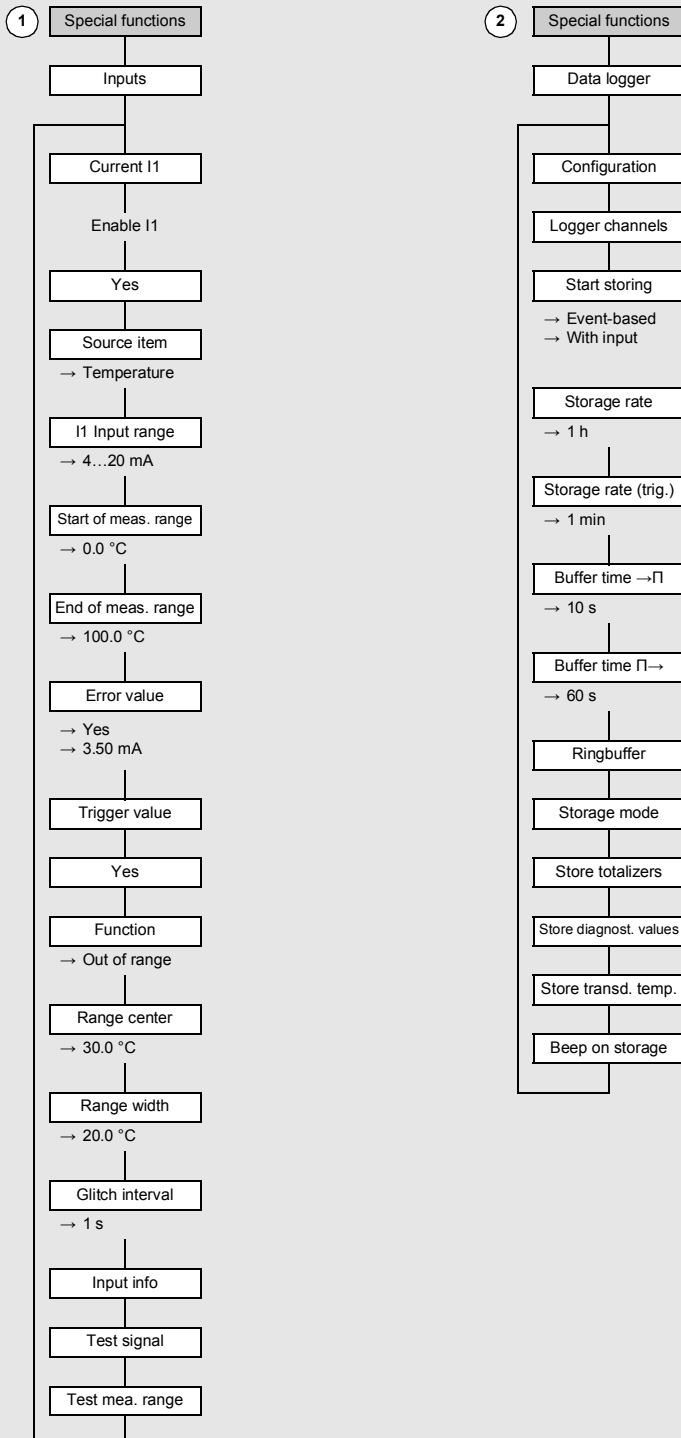 1
Special functions
Inputs
Current I1
Enable I1
Yes
Source item
→ Temperature
I1 Input range
→ 4…20 mA
Start of meas. range
→ 0.0 °C
End of meas. range
→ 100.0 °C
Error value
→ Yes
→ 3.50 mA
Trigger value
Yes
Function
→ Out of range
Range center
→ 30.0 °C
Range width
→ 20.0 °C
Glitch interval
→ 1 s
Input info
Test signal
Test mea. range
2
Special functions
Data logger
Configuration
Logger channels
Start storing
→ Event-based
→ With input
Storage rate
→ 1 h
Storage rate (trig.)
→ 1 min
Buffer time →Π
→ 10 s
Buffer time Π→
→ 60 s
Ringbuffer
Storage mode
Store totalizers
Store diagnost. values
Store transd. temp.
Beep on storage